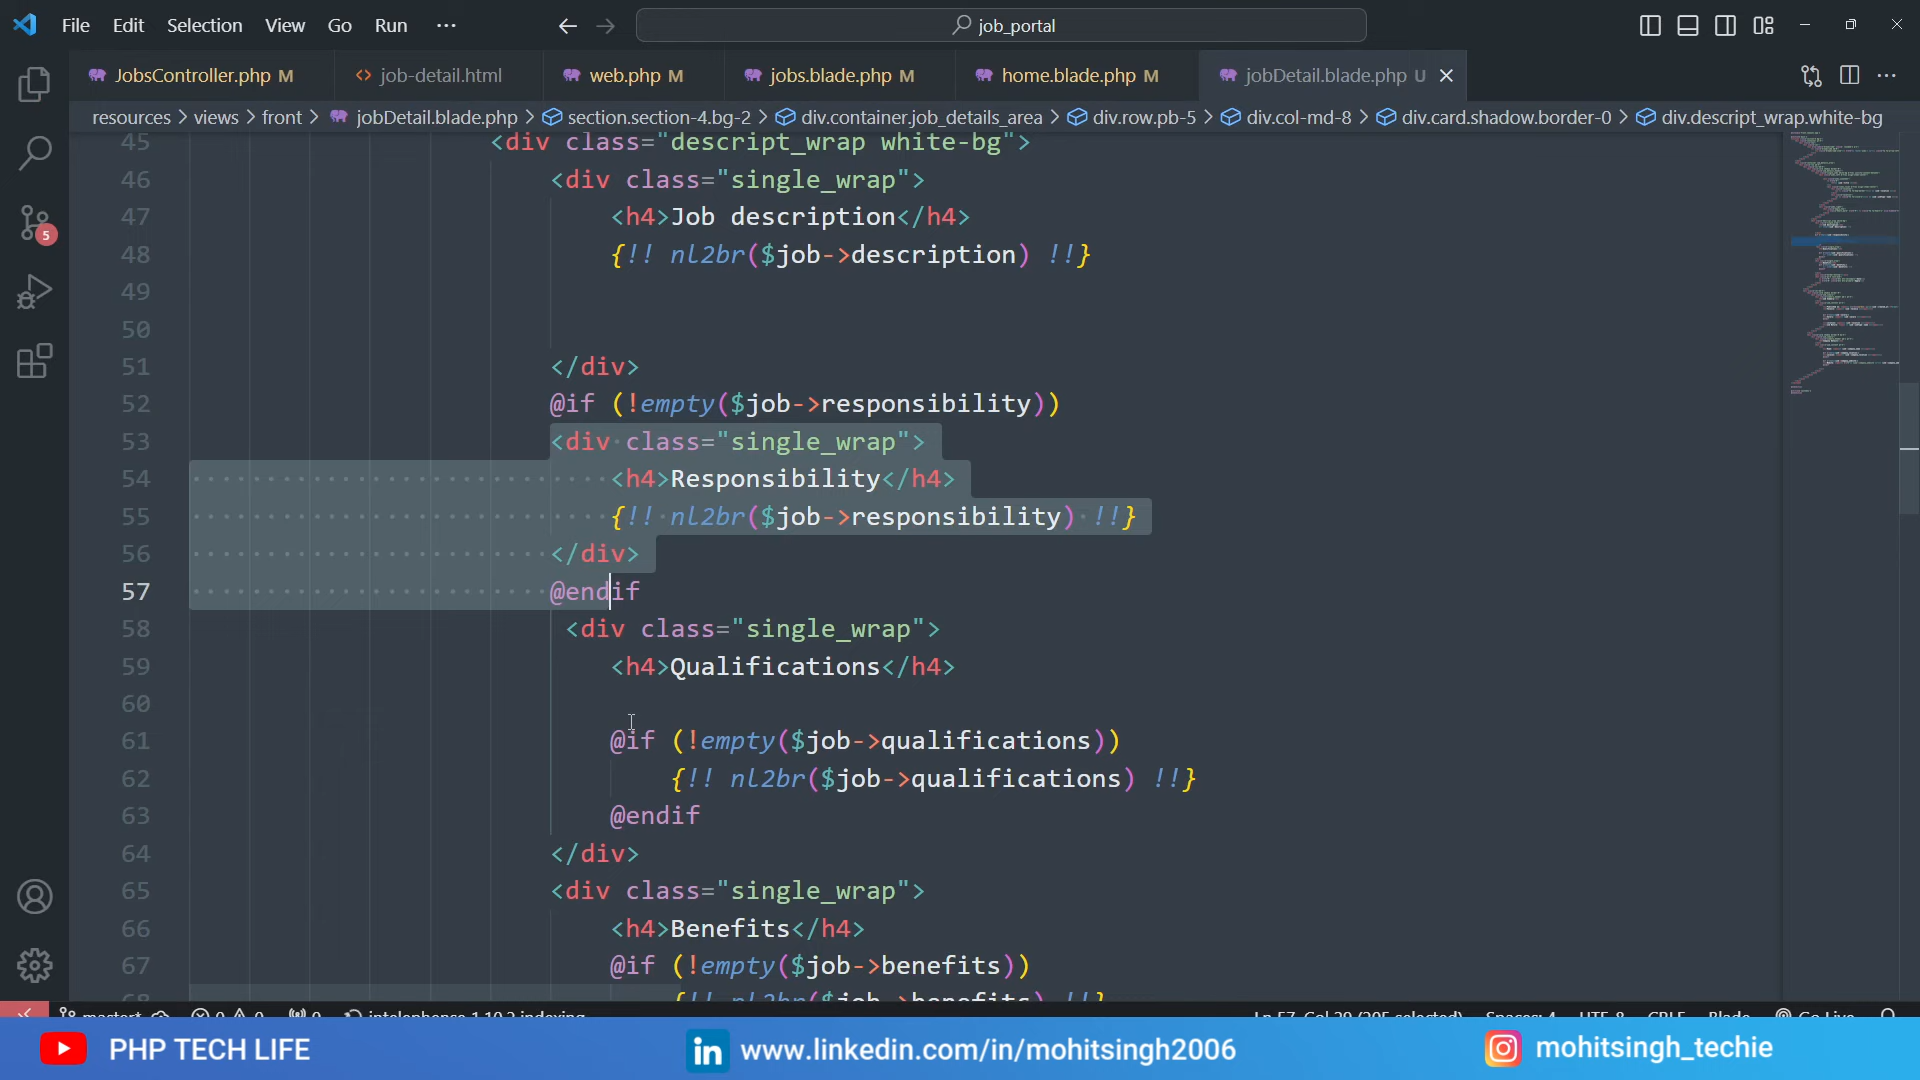 File Edit Selection View Go Run ··· job_portal
JobsController.php M job-detail.html web.php M jobs.blade.php M home.blade.php M jobDetail.blade.php U
resources > views > front > jobDetail.blade.php > section.section-4.bg-2 > div.container.job_details_area > div.row.pb-5 > div.col-md-8 > div.card.shadow.border-0 > div.descript_wrap.white-bg
45 <div class="descript_wrap white-bg">
46 <div class="single_wrap">
47 <h4>Job description</h4>
48 {!! nl2br($job->description) !!}
49
50
51 </div>
52 @if (!empty($job->responsibility))
53 <div class="single_wrap">
54 <h4>Responsibility</h4>
55 {!! nl2br($job->responsibility) !!}
56 </div>
57 @endif
58 <div class="single_wrap">
59 <h4>Qualifications</h4>
60
61 @if (!empty($job->qualifications))
62 {!! nl2br($job->qualifications) !!}
63 @endif
64 </div>
65 <div class="single_wrap">
66 <h4>Benefits</h4>
67 @if (!empty($job->benefits))
68 {!! nl2br($job->benefits) !!}
5
PHP TECH LIFE www.linkedin.com/in/mohitsingh2006 mohitsingh_techie